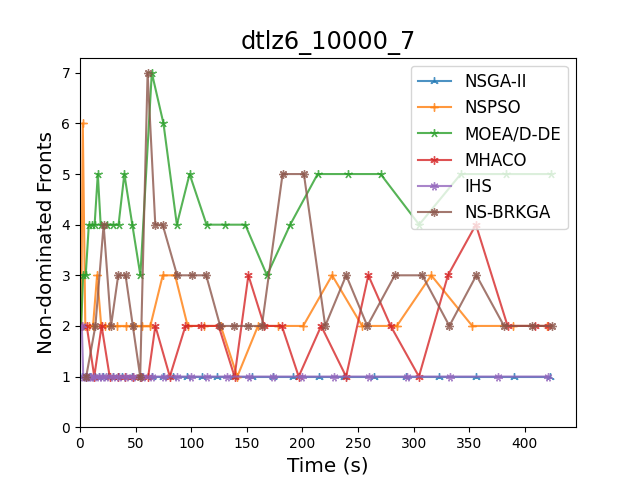 dtlz6_10000_7
Non-dominated Fronts
7
6
5
4
3
2
1
0
0 50 100 150 200 250 300 350 400
Time (s)
NSGA-II
NSPSO
MOEA/D-DE
MHACO
IHS
NS-BRKGA